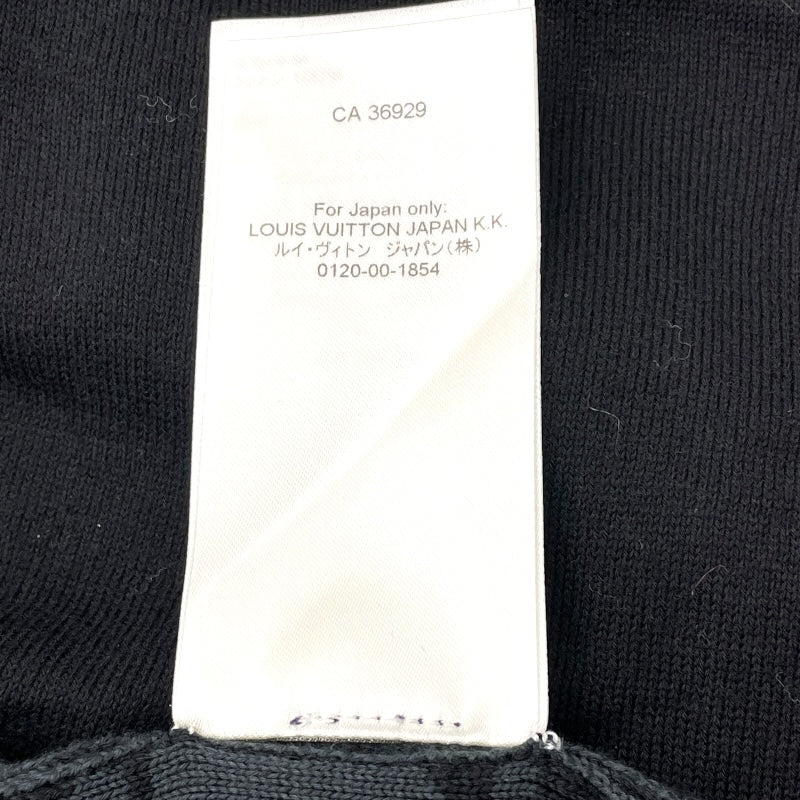 CA 36929
For Japan only:
LOUIS VUITTON JAPAN K.K.
ルイ・ヴィトン ジャパン(株)
0120-00-1854